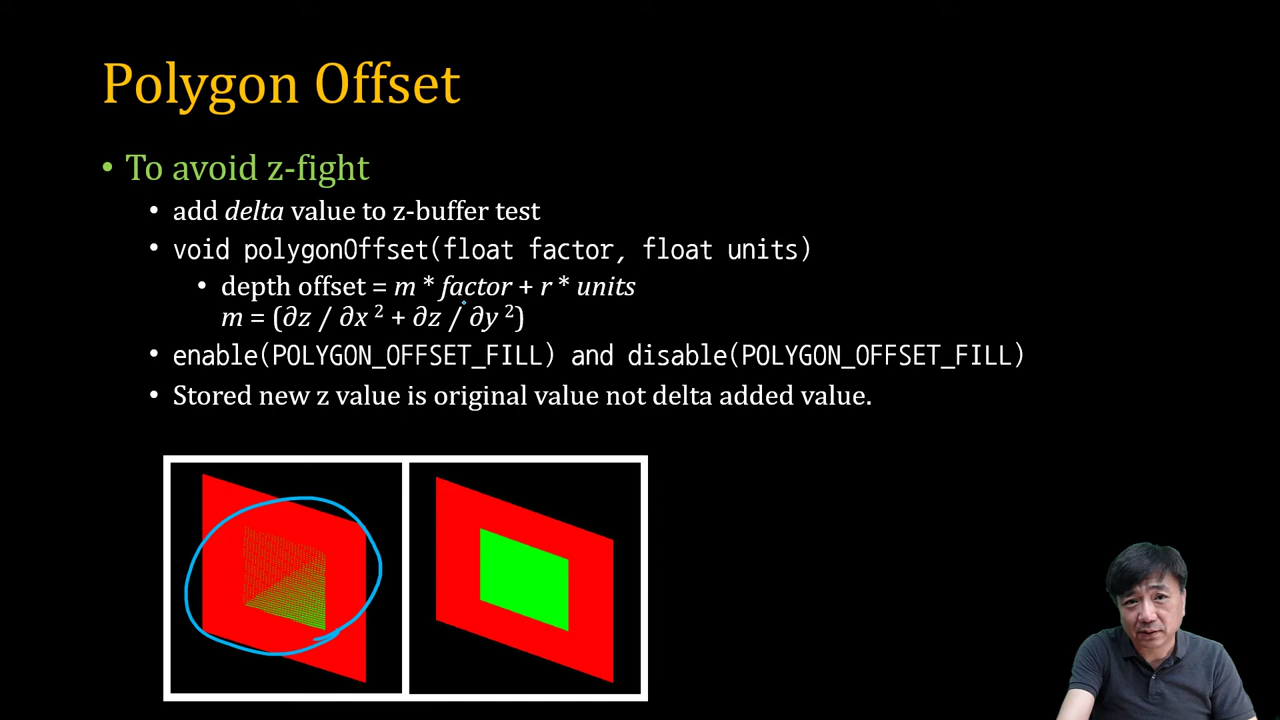 Polygon Offset
• To avoid z-fight
• add delta value to z-buffer test
• void polygonOffset(float factor, float units)
• depth offset = m * factor + r * units
m = (∂z / ∂x ² + ∂z / ∂y ²)
• enable(POLYGON_OFFSET_FILL) and disable(POLYGON_OFFSET_FILL)
• Stored new z value is original value not delta added value.